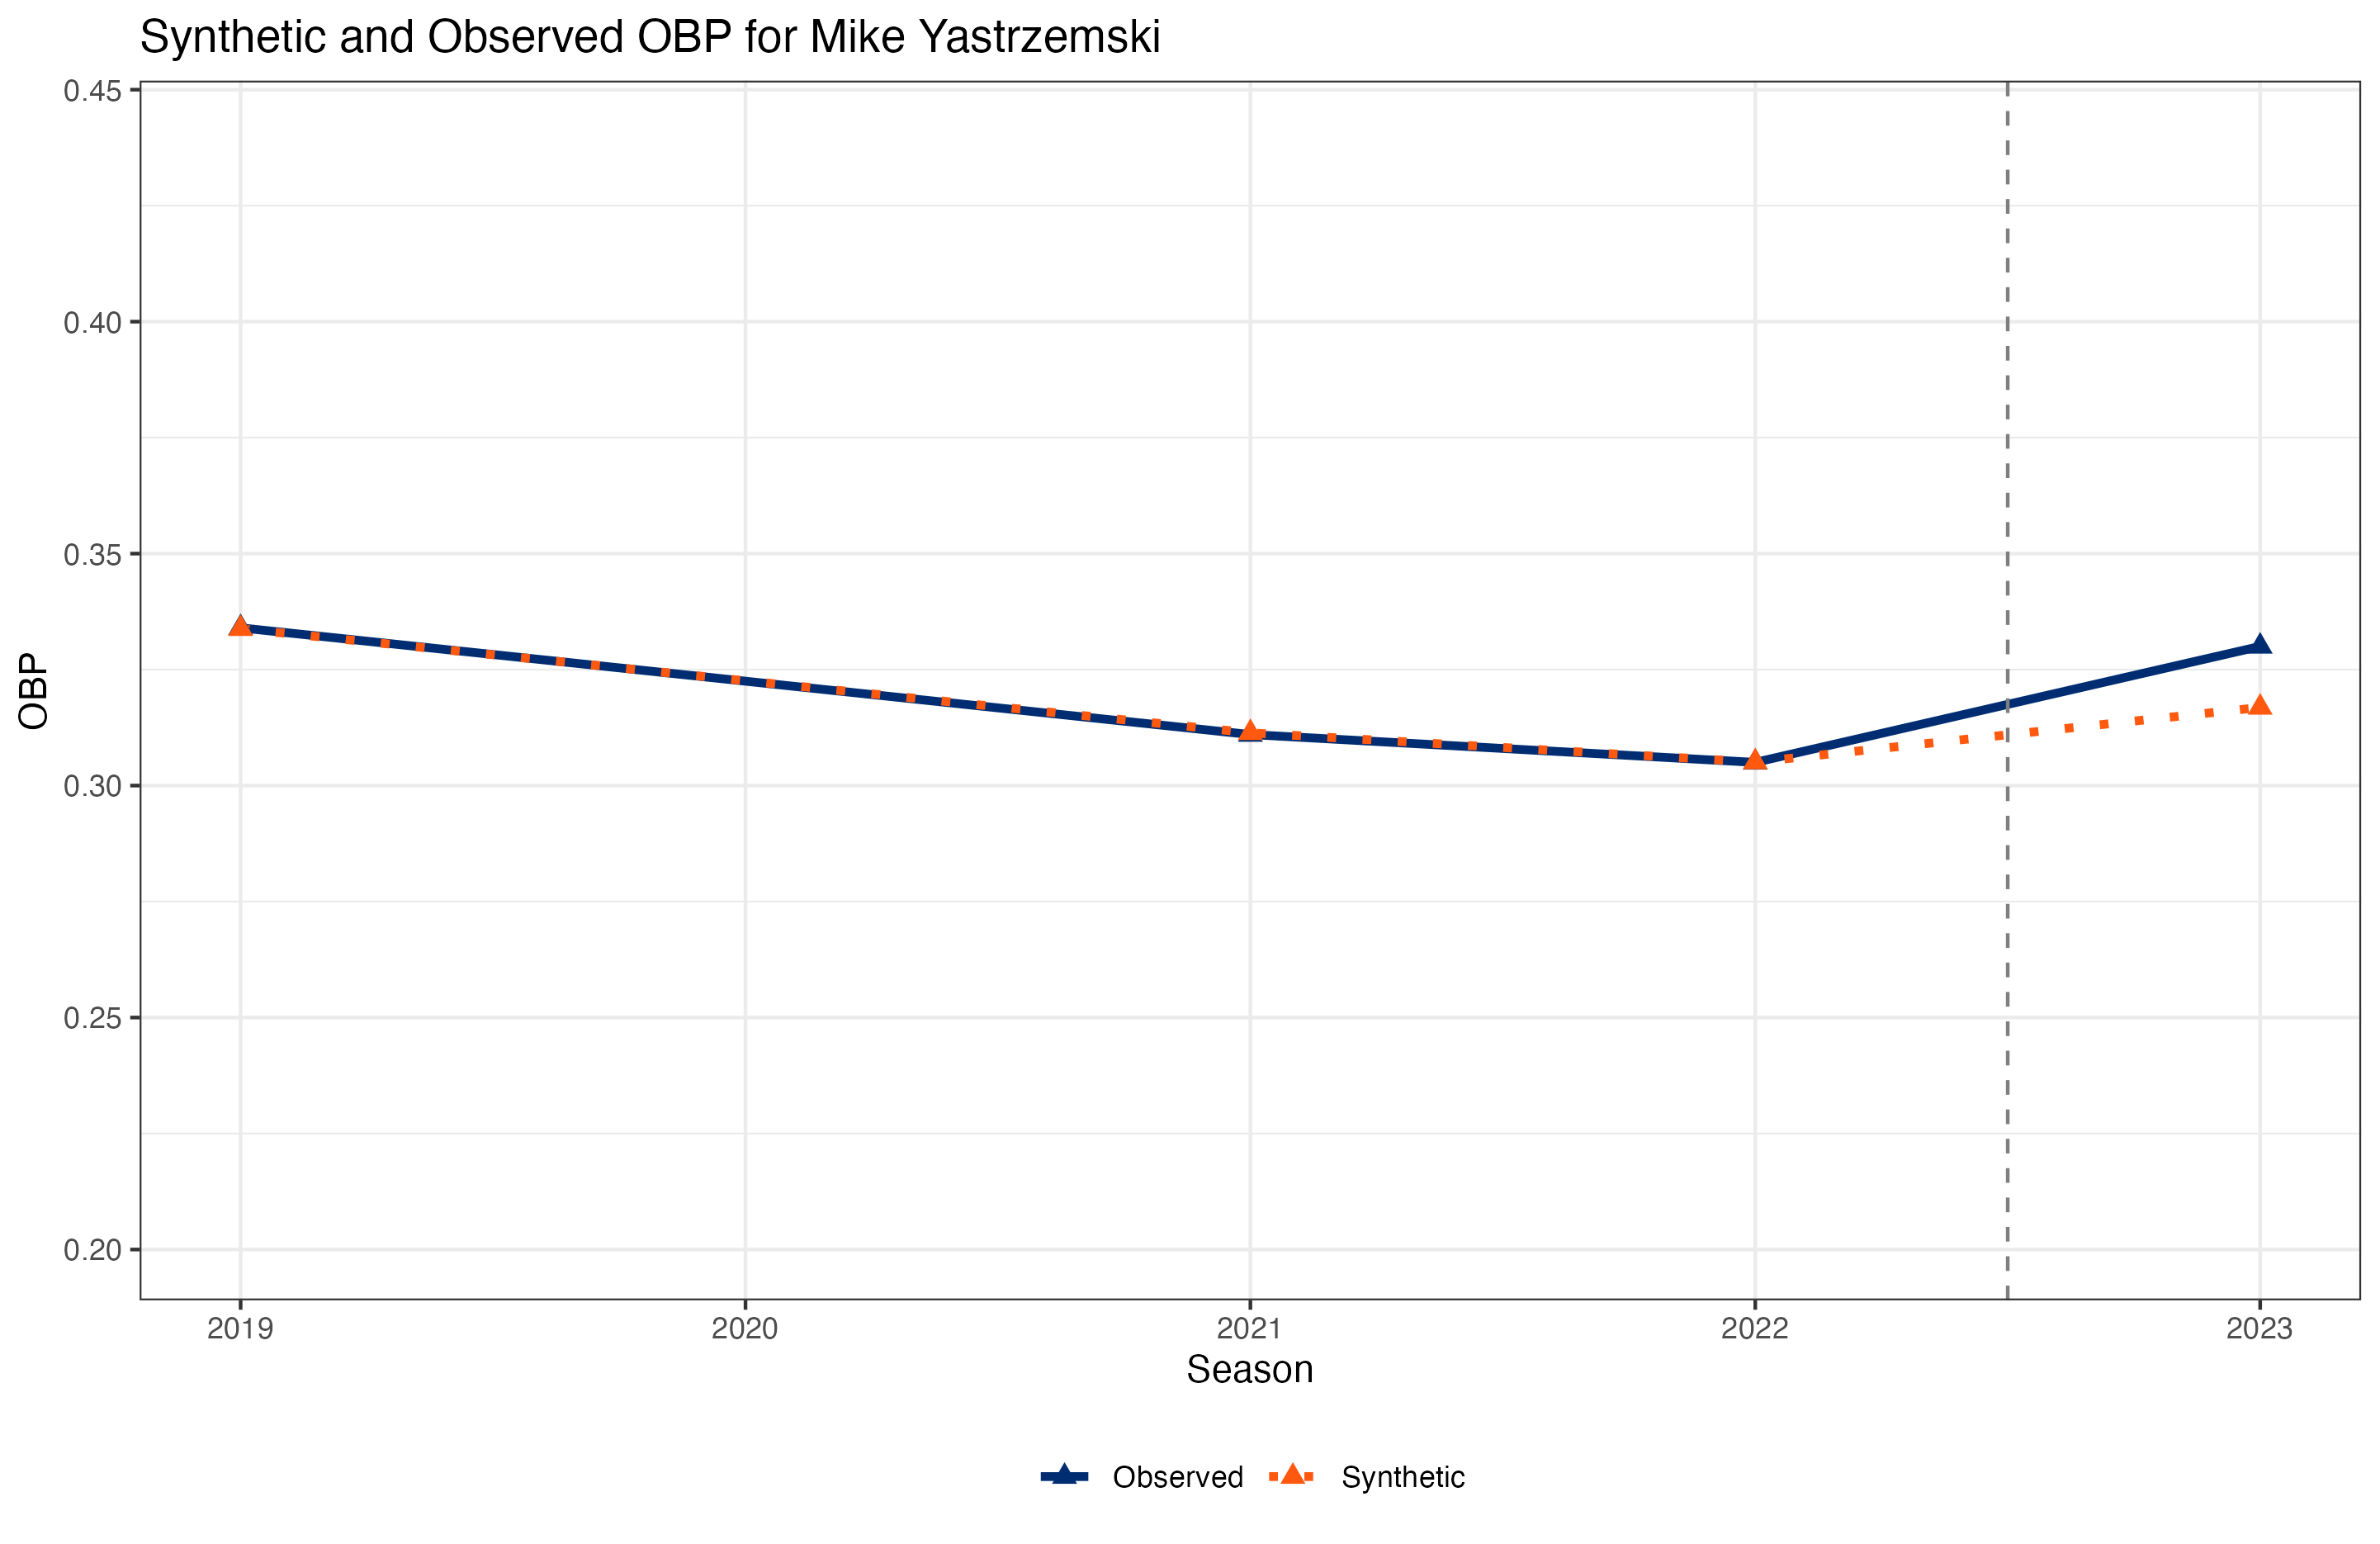 Synthetic and Observed OBP for Mike Yastrzemski
0.45
0.40
0.35
0.30
0.25
0.20
OBP
2019 2020 2021 2022 2023
Season
Observed Synthetic